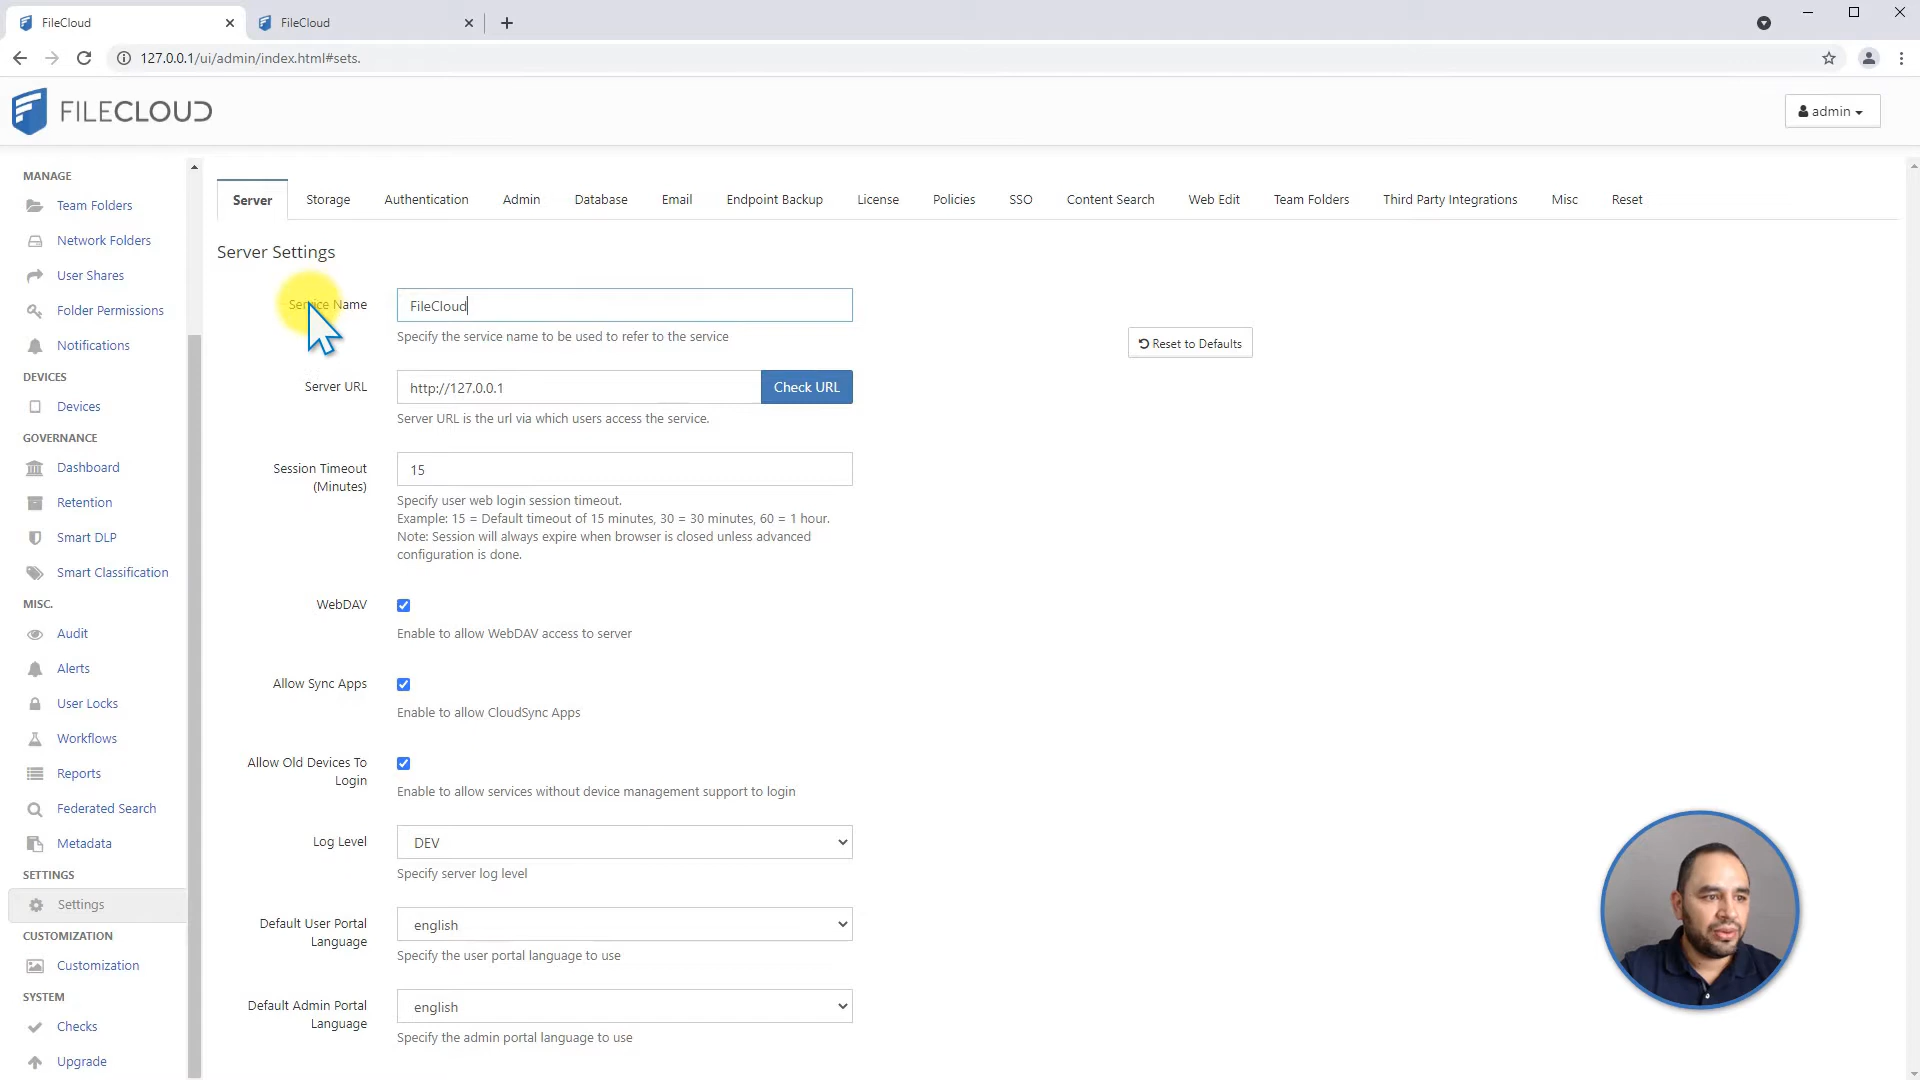 FileCloud
FileCloud
127.0.0.1/ui/admin/index.html#sets.
FILECLOUD
admin
MANAGE
Team Folders
Network Folders
User Shares
Folder Permissions
Notifications
DEVICES
Devices
GOVERNANCE
Dashboard
Retention
Smart DLP
Smart Classification
MISC.
Audit
Alerts
User Locks
Workflows
Reports
Federated Search
Metadata
SETTINGS
Settings
CUSTOMIZATION
Customization
SYSTEM
Checks
Upgrade
Server Storage Authentication Admin Database Email Endpoint Backup License Policies SSO Content Search Web Edit Team Folders Third Party Integrations Misc Reset
Server Settings
Service Name
FileCloud
Specify the service name to be used to refer to the service
Reset to Defaults
Server URL
http://127.0.0.1
Check URL
Server URL is the url via which users access the service.
Session Timeout
(Minutes)
15
Specify user web login session timeout.
Example: 15 = Default timeout of 15 minutes, 30 = 30 minutes, 60 = 1 hour.
Note: Session will always expire when browser is closed unless advanced
configuration is done.
WebDAV
Enable to allow WebDAV access to server
Allow Sync Apps
Enable to allow CloudSync Apps
Allow Old Devices To
Login
Enable to allow services without device management support to login
Log Level
DEV
Specify server log level
Default User Portal
Language
english
Specify the user portal language to use
Default Admin Portal
Language
english
Specify the admin portal language to use